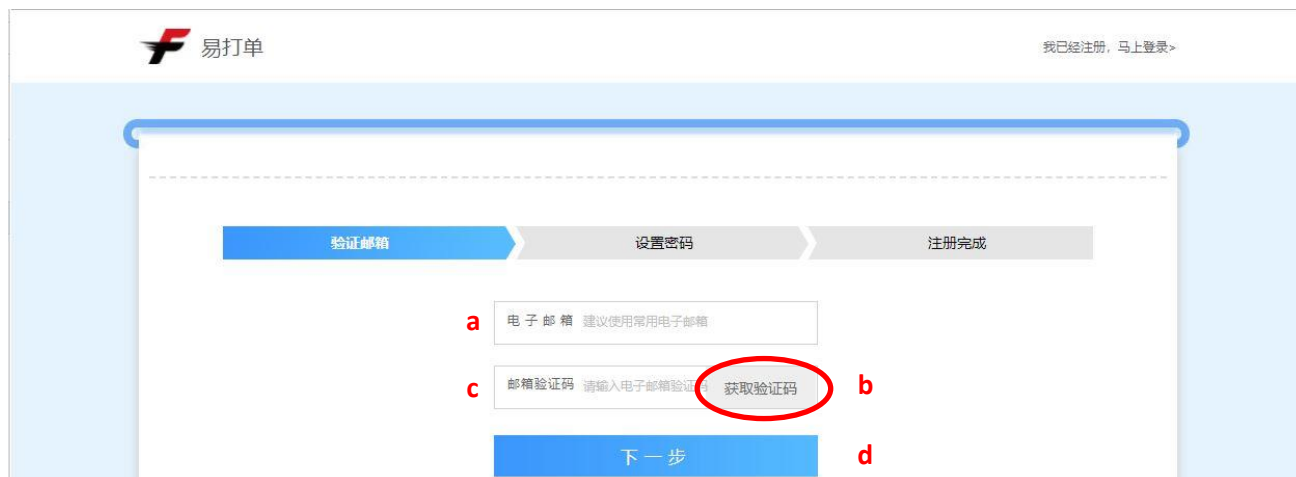 易打单
我已经注册，马上登录>
验证邮箱 设置密码 注册完成
a 电子邮箱 建议使用常用电子邮箱
c 邮箱验证码 请输入电子邮箱验证码 获取验证码 b
下一步 d